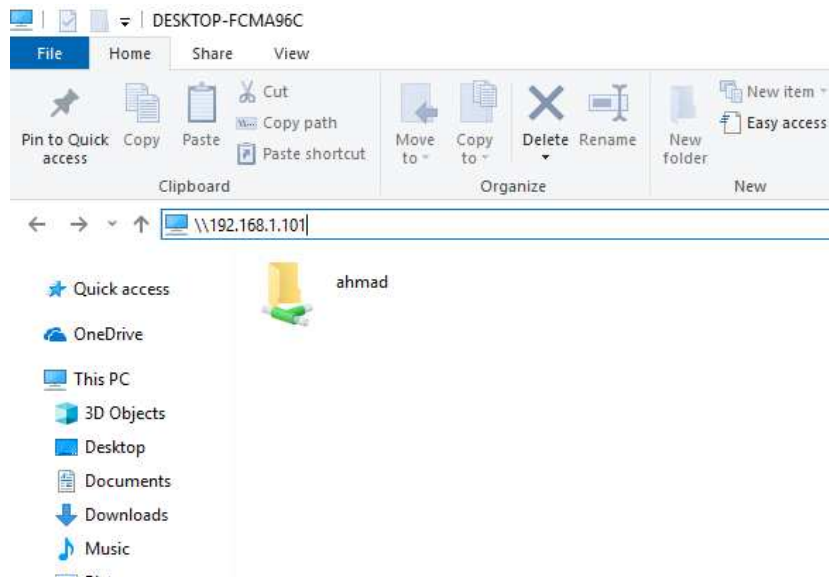 DESKTOP-FCMA96C
File Home Share View
Pin to Quick access
Copy
Paste
Cut
Copy path
Paste shortcut
Clipboard
Move to
Copy to
Delete
Rename
Organize
New folder
New item
Easy access
New
\\192.168.1.101
Quick access
OneDrive
This PC
3D Objects
Desktop
Documents
Downloads
Music
ahmad